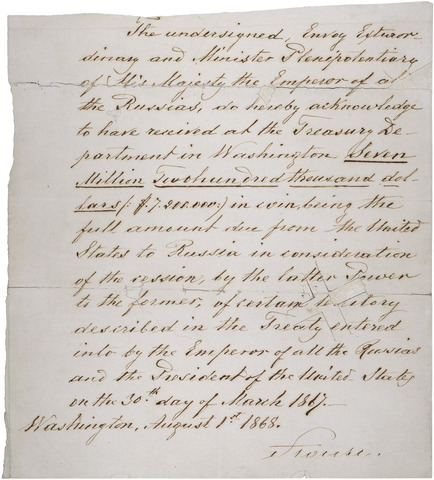 The undersigned, Envoy Extraor-
dinary and Minister Plenipotentiary
of His Majesty the Emperor of all
the Russias, do hereby acknowledge
to have received at the Treasury De-
partment in Washington Seven
Million Two hundred thousand dol-
lars (: $ 7.200.000:) in coin, being the
full amount due from the United
States to Russia in consideration
of the cession, by the latter Power
to the former, of certain territory
described in the Treaty entered
into by the Emperor of all the Russias
and the President of the United States
on the 30th day of March 1867.
Washington, August 1st 1868.